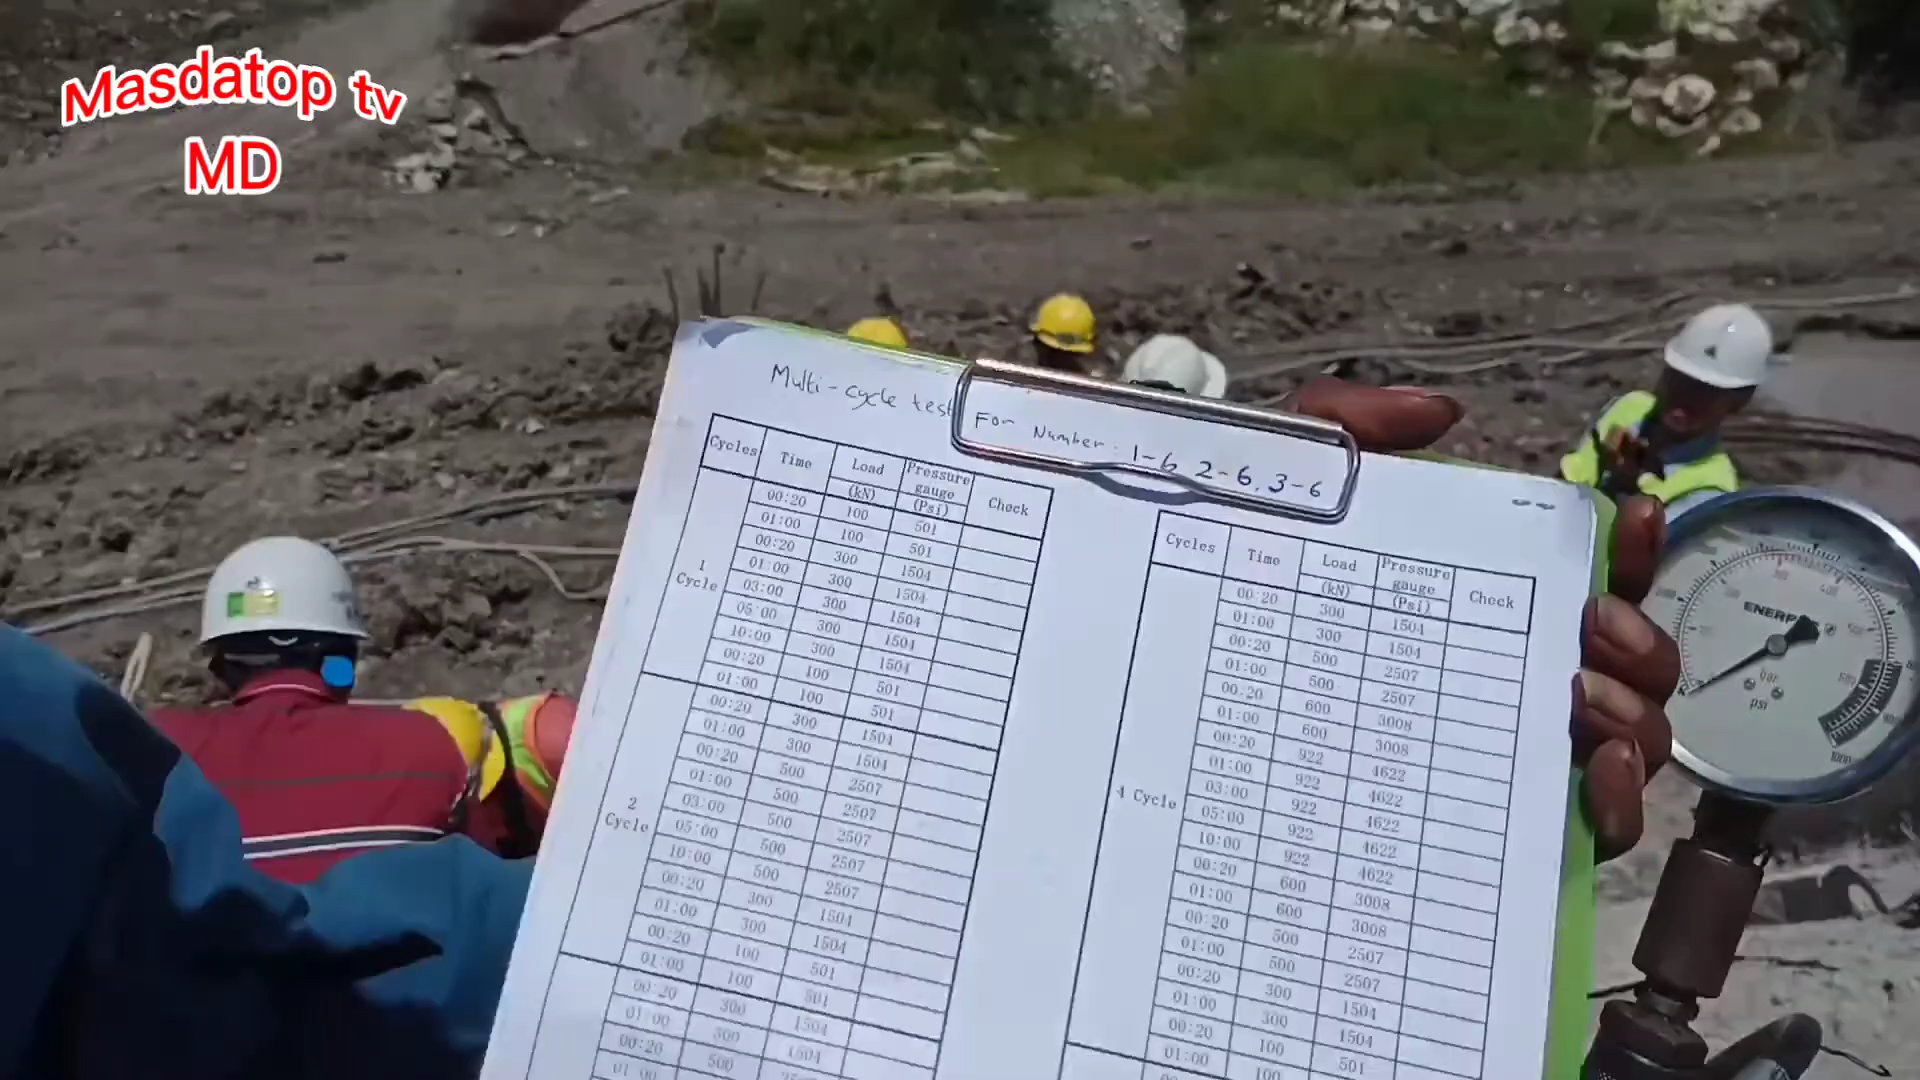 Masdatop tv
MD
Multi-cycle test For Number: 1-6, 2-6, 3-6
Cycles Time Load (kN) Pressure gauge (Psi) Check
1 Cycle
00:20 100 501
01:00 100 501
00:20 300 1504
01:00 300 1504
03:00 300 1504
05:00 300 1504
10:00 300 1504
00:20 100 501
01:00 100 501
2 Cycle
00:20 300 1504
01:00 300 1504
00:20 500 2507
01:00 500 2507
03:00 500 2507
05:00 500 2507
10:00 500 2507
00:20 300 1504
01:00 300 1504
00:20 100 501
01:00 100 501
00:20 300 1504
01:00 300 1504
00:20 500
01:00
Cycles Time Load (kN) Pressure gauge (Psi) Check
4 Cycle
00:20 300 1504
01:00 300 1504
00:20 500 2507
01:00 500 2507
00:20 600 3008
01:00 600 3008
00:20 922 4622
01:00 922 4622
03:00 922 4622
05:00 922 4622
10:00 922 4622
00:20 600 3008
01:00 600 3008
00:20 500 2507
01:00 500 2507
00:20 300 1504
01:00 300 1504
00:20 100 501
01:00 100
ENERPAC
psi